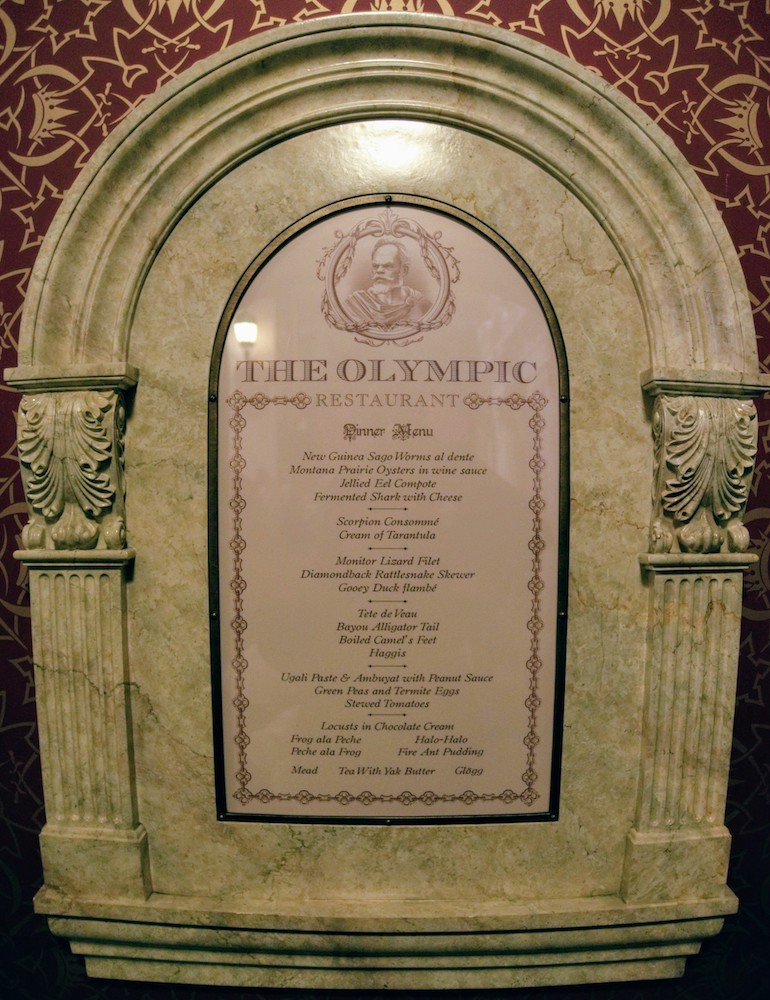 THE OLYMPIC
RESTAURANT
Dinner Menu
New Guinea Sago Worms al dente
Montana Prairie Oysters in wine sauce
Jellied Eel Compote
Fermented Shark with Cheese
Scorpion Consommé
Cream of Tarantula
Monitor Lizard Filet
Diamondback Rattlesnake Skewer
Gooey Duck flambé
Tete de Veau
Bayou Alligator Tail
Boiled Camel's Feet
Haggis
Ugali Paste & Ambuyat with Peanut Sauce
Green Peas and Termite Eggs
Stewed Tomatoes
Locusts in Chocolate Cream
Frog ala Peche Halo-Halo
Peche ala Frog Fire Ant Pudding
Mead Tea With Yak Butter Glögg